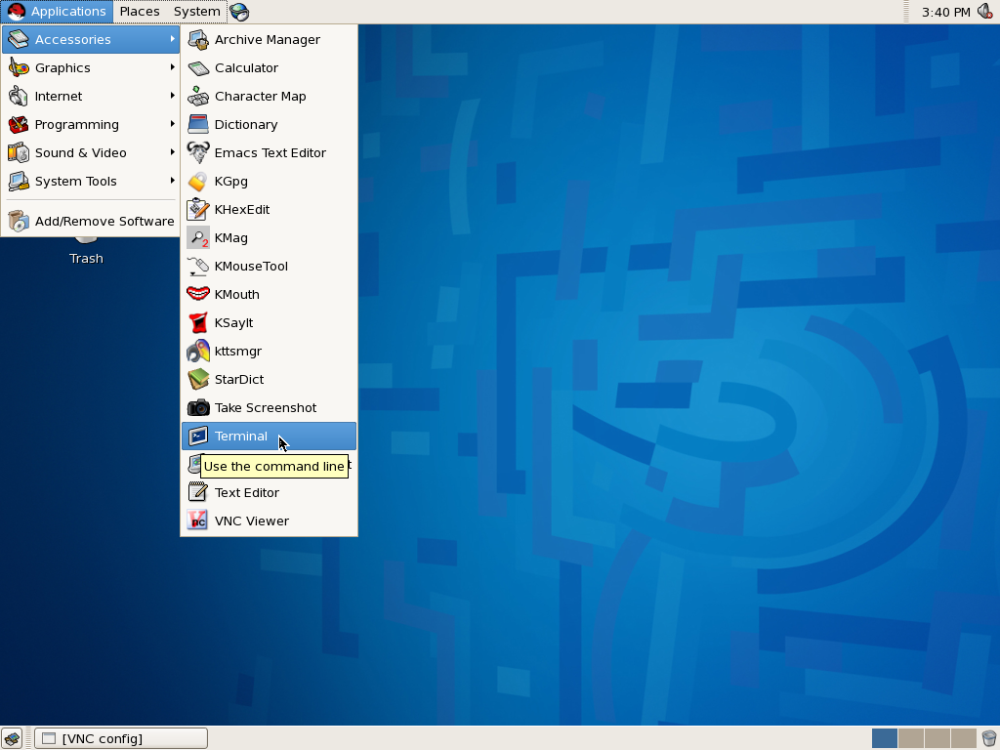 Applications Places System 3:40 PM
Accessories
Graphics
Internet
Programming
Sound & Video
System Tools
Add/Remove Software
Trash
Archive Manager
Calculator
Character Map
Dictionary
Emacs Text Editor
KGpg
KHexEdit
KMag
KMouseTool
KMouth
KSayIt
kttsmgr
StarDict
Take Screenshot
Terminal
Use the command line
Text Editor
VNC Viewer
[VNC config]